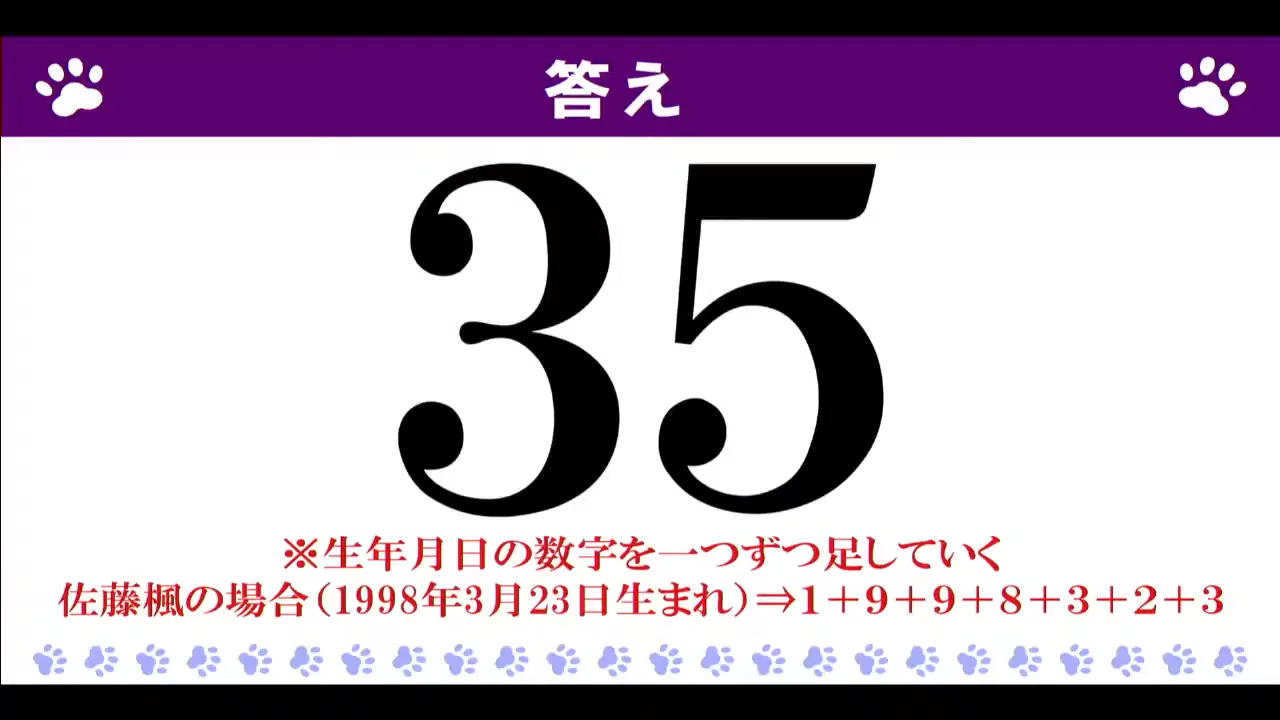 答え
35
※生年月日の数字を一つずつ足していく
佐藤楓の場合(1998年3月23日生まれ)⇒1+9+9+8+3+2+3